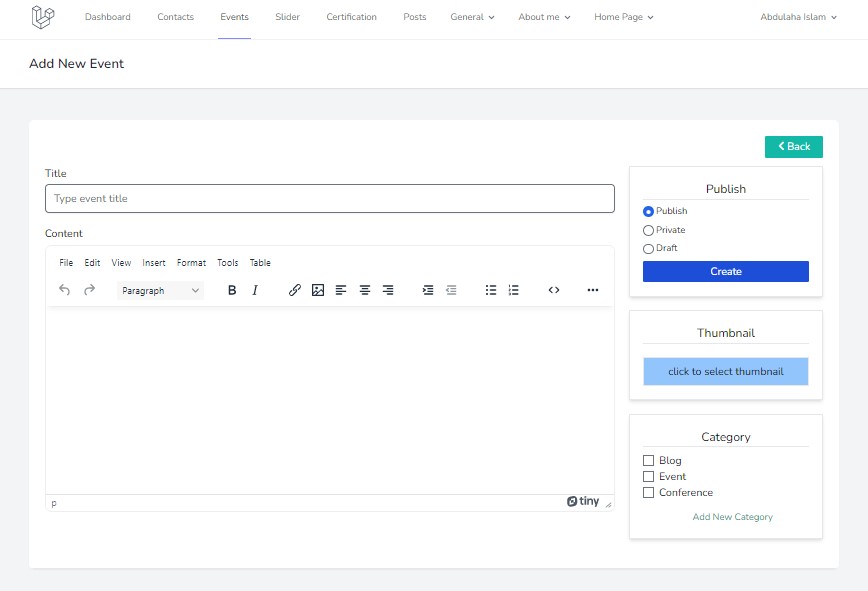 Dashboard Contacts Events Slider Certification Posts General About me Home Page Abdulaha Islam
Add New Event
Back
Title
Type event title
Content
File Edit View Insert Format Tools Table
Paragraph B I
p tiny
Publish
Publish
Private
Draft
Create
Thumbnail
click to select thumbnail
Category
Blog
Event
Conference
Add New Category